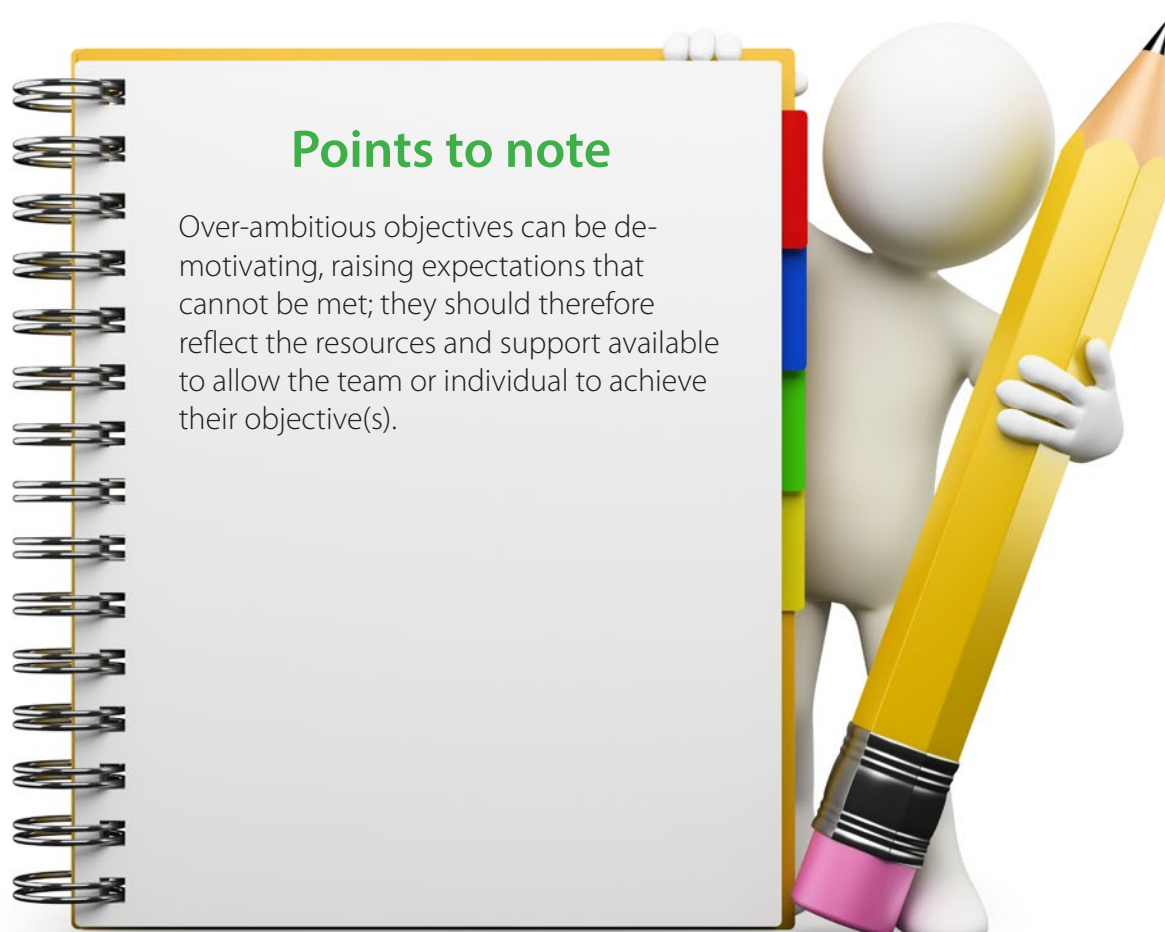 Points to note
Over-ambitious objectives can be de-
motivating, raising expectations that
cannot be met; they should therefore
reflect the resources and support available
to allow the team or individual to achieve
their objective(s).